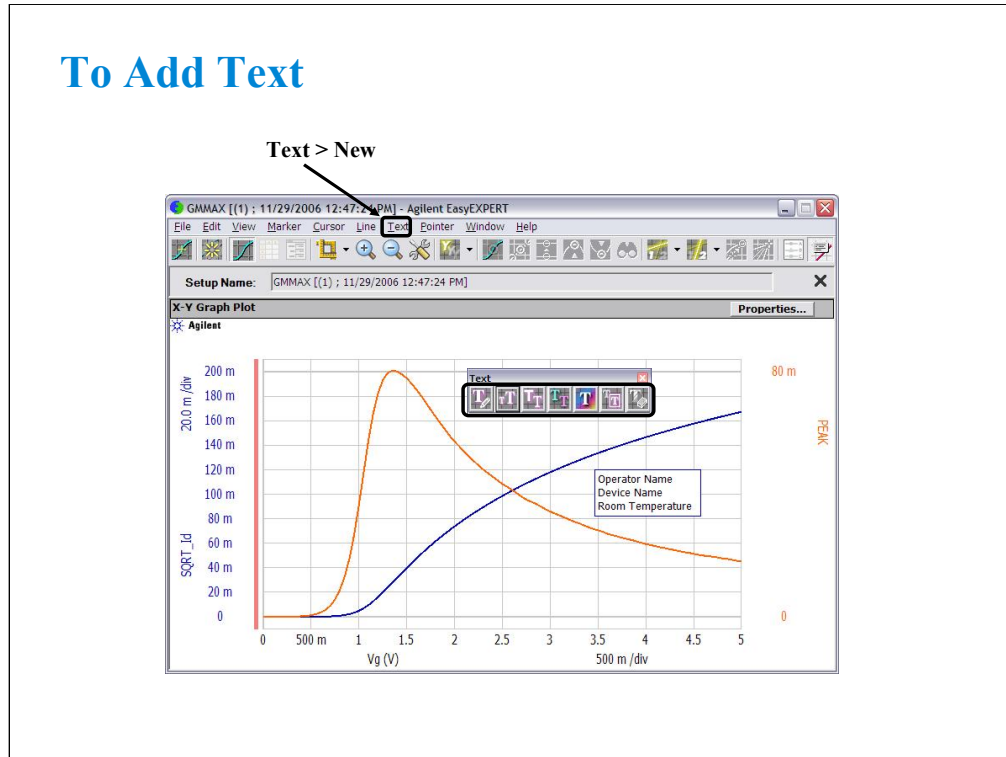 To Add Text
Text > New
GMMAX [(1) ; 11/29/2006 12:47:24 PM] - Agilent EasyEXPERT
File Edit View Marker Cursor Line Text Pointer Window Help
Setup Name: GMMAX [(1) ; 11/29/2006 12:47:24 PM]
X-Y Graph Plot Properties...
Agilent
Text
20.0 m /div
SQRT_Id
200 m
180 m
160 m
140 m
120 m
100 m
80 m
60 m
40 m
20 m
0
80 m
PEAK
0
Operator Name
Device Name
Room Temperature
0 500 m 1 1.5 2 2.5 3 3.5 4 4.5 5
Vg (V) 500 m /div